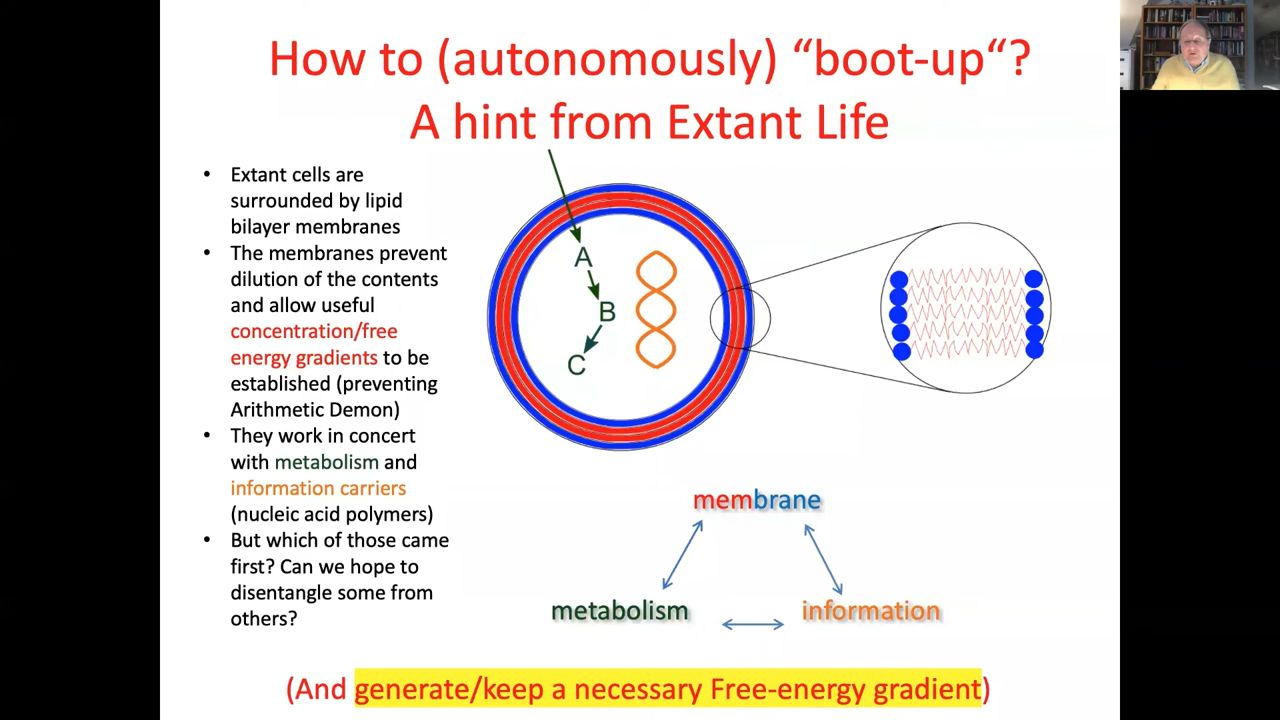 How to (autonomously) “boot-up“?
A hint from Extant Life
• Extant cells are
surrounded by lipid
bilayer membranes
• The membranes prevent
dilution of the contents
and allow useful
concentration/free
energy gradients to be
established (preventing
Arithmetic Demon)
• They work in concert
with metabolism and
information carriers
(nucleic acid polymers)
• But which of those came
first? Can we hope to
disentangle some from
others?
A
B
C
membrane
metabolism
information
(And generate/keep a necessary Free-energy gradient)